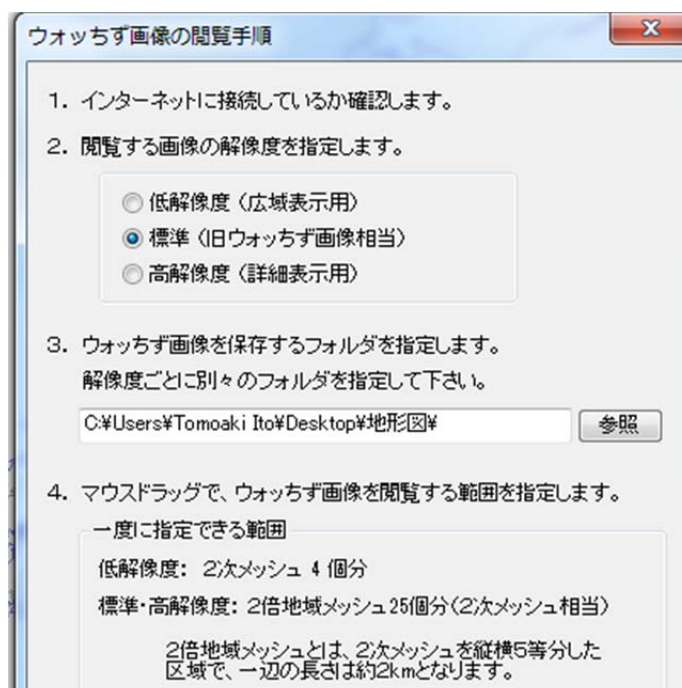 ウォッちず画像の閲覧手順
1. インターネットに接続しているか確認します。
2. 閲覧する画像の解像度を指定します。
低解像度（広域表示用）
標準（旧ウォッちず画像相当）
高解像度（詳細表示用）
3. ウォッちず画像を保存するフォルダを指定します。
解像度ごとに別々のフォルダを指定して下さい。
C:¥Users¥Tomoaki Ito¥Desktop¥地形図¥
参照
4. マウスドラッグで、ウォッちず画像を閲覧する範囲を指定します。
一度に指定できる範囲
低解像度: 2次メッシュ 4 個分
標準・高解像度: 2倍地域メッシュ25個分(2次メッシュ相当)
2倍地域メッシュとは、2次メッシュを縦横5等分した
区域で、一辺の長さは約2kmとなります。